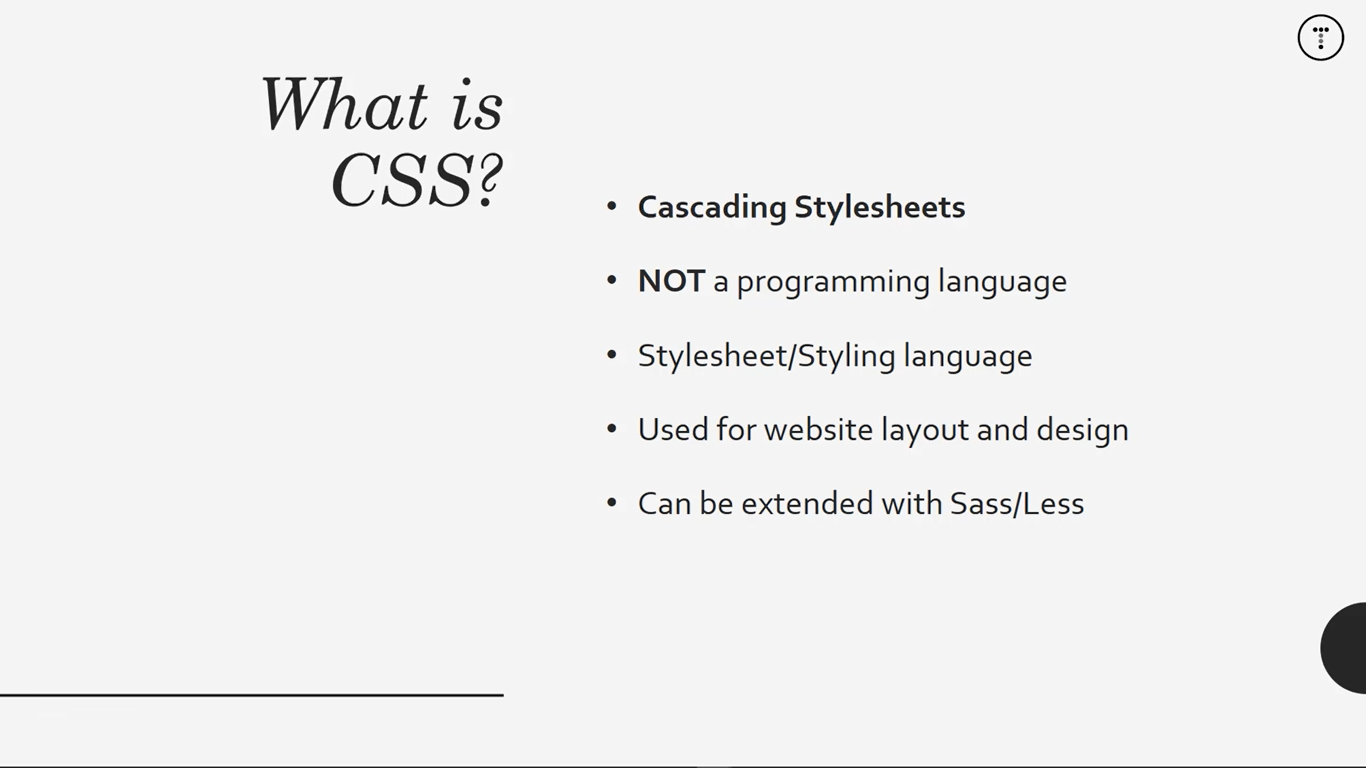 What is
CSS?
• Cascading Stylesheets
• NOT a programming language
• Stylesheet/Styling language
• Used for website layout and design
• Can be extended with Sass/Less